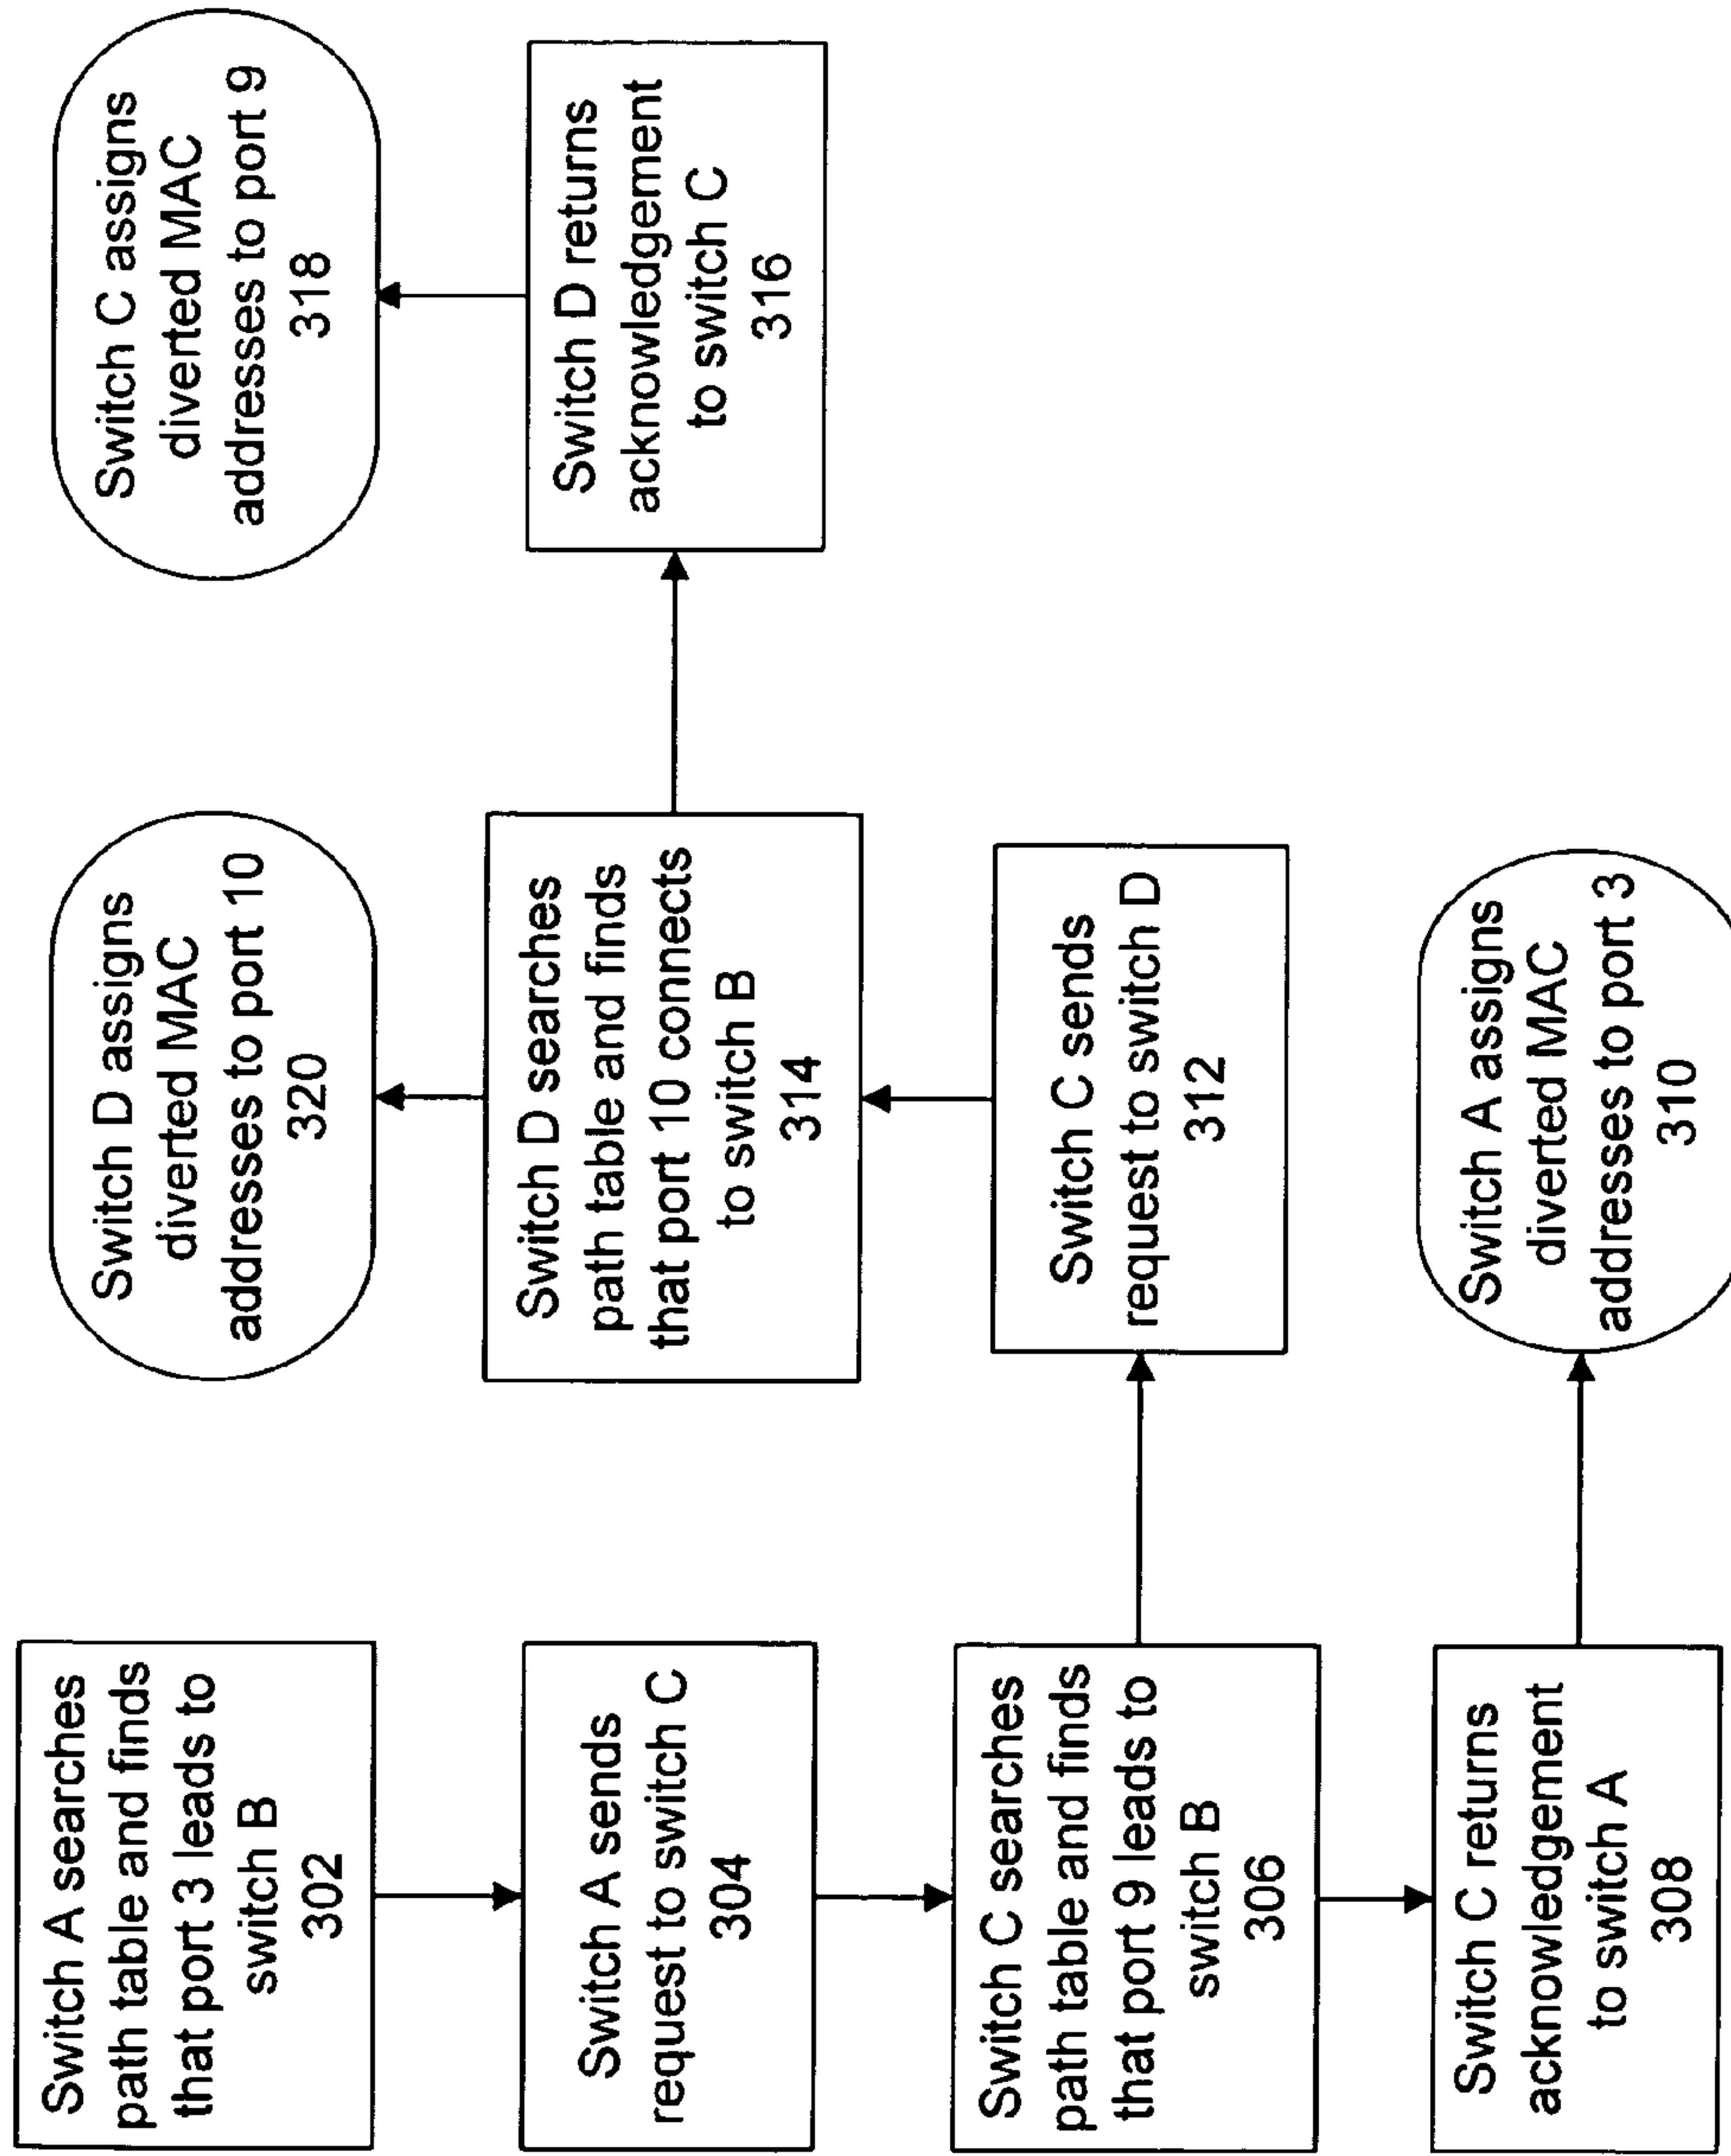 Switch A searches
path table and finds
that port 3 leads to
switch B
302
Switch A sends
request to switch C
304
Switch C searches
path table and finds
that port 9 leads to
switch B
306
Switch C returns
acknowledgement
to switch A
308
Switch A assigns
diverted MAC
addresses to port 3
310
Switch C sends
request to switch D
312
Switch D searches
path table and finds
that port 10 connects
to switch B
314
Switch D assigns
diverted MAC
addresses to port 10
320
Switch D returns
acknowledgement
to switch C
316
Switch C assigns
diverted MAC
addresses to port 9
318